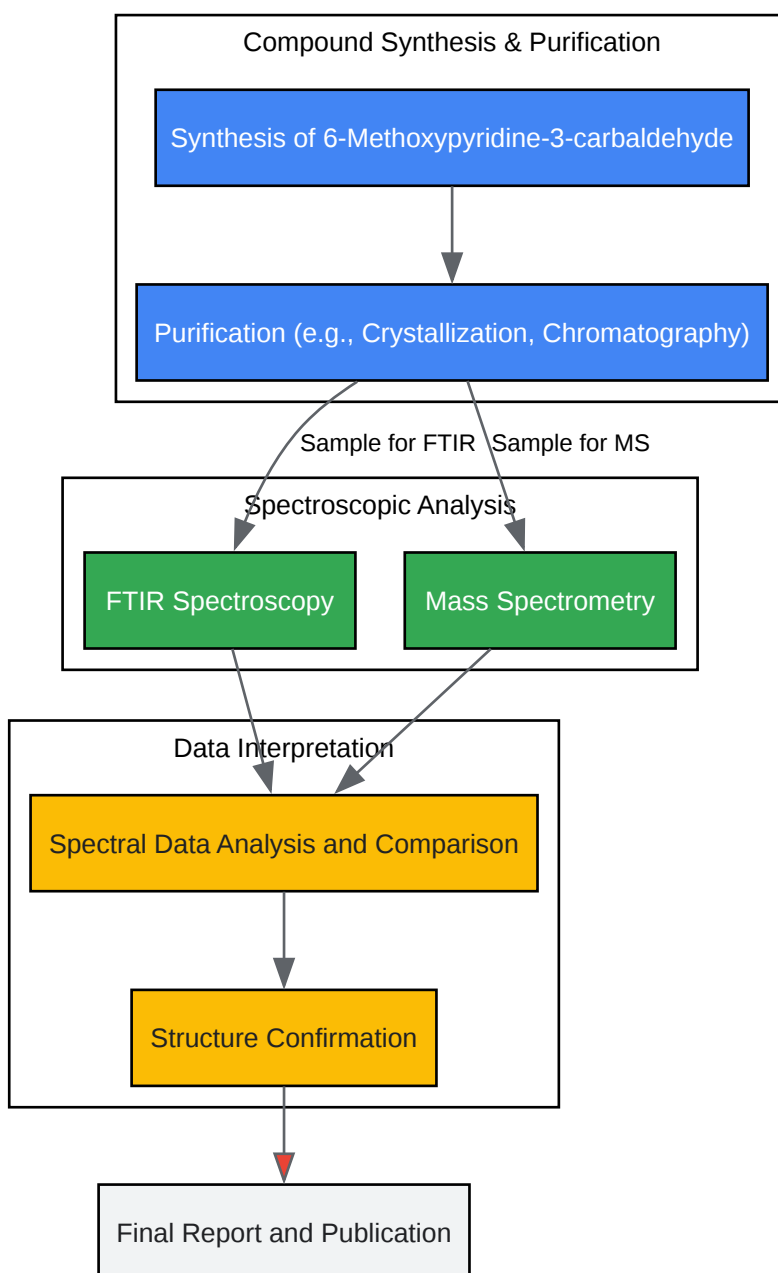 Compound Synthesis & Purification
Synthesis of 6-Methoxypyridine-3-carbaldehyde
Purification (e.g., Crystallization, Chromatography)
Sample for FTIR
Sample for MS
Spectroscopic Analysis
FTIR Spectroscopy
Mass Spectrometry
Data Interpretation
Spectral Data Analysis and Comparison
Structure Confirmation
Final Report and Publication